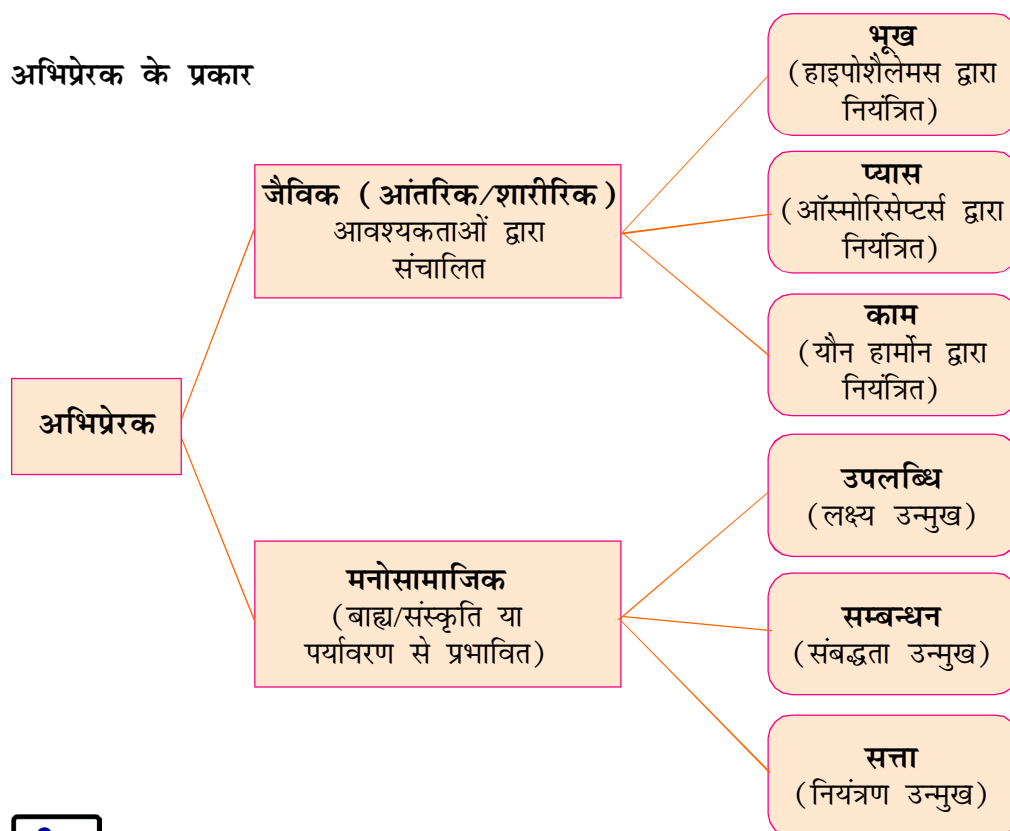 अभिप्रेरक के प्रकार
अभिप्रेरक
जैविक (आंतरिक/शारीरिक)
आवश्यकताओं द्वारा
संचालित
भूख
(हाइपोशैलेमस द्वारा
नियंत्रित)
प्यास
(ऑस्मोरिसेप्टर्स द्वारा
नियंत्रित)
काम
(यौन हार्मोन द्वारा
नियंत्रित)
मनोसामाजिक
(बाह्य/संस्कृति या
पर्यावरण से प्रभावित)
उपलब्धि
(लक्ष्य उन्मुख)
सम्बन्धन
(संबद्धता उन्मुख)
सत्ता
(नियंत्रण उन्मुख)